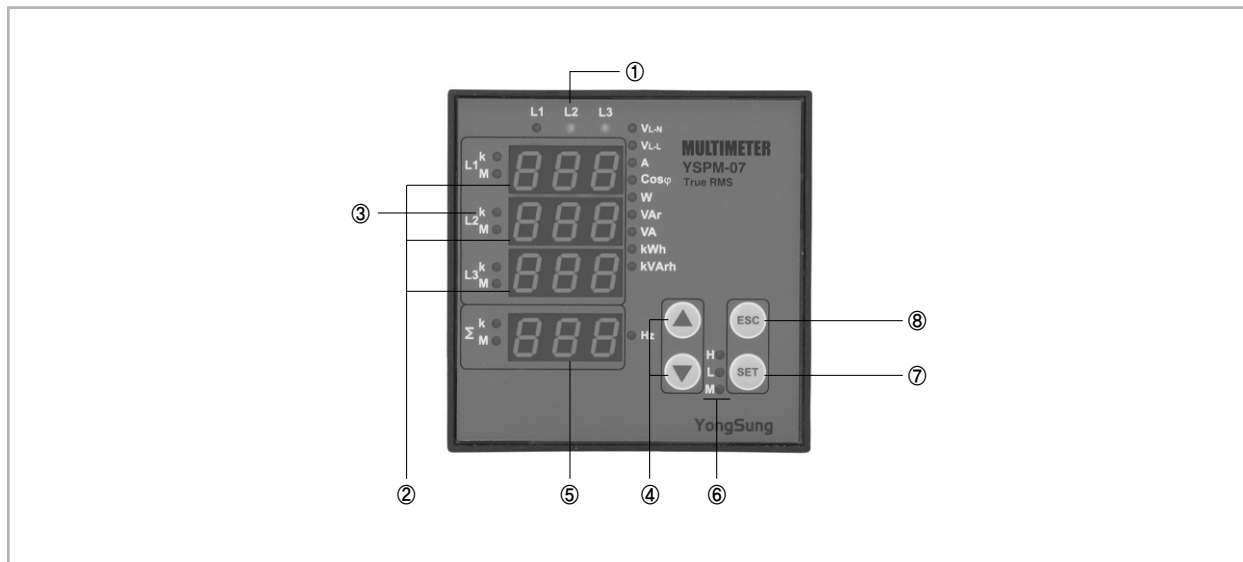 ①
L1 L2 L3
VL-N
VL-L
A
Cosφ
W
VAr
VA
kWh
kVArh
MULTIMETER
YSPM-07
True RMS
L1 k
M
888
③
L2 k
M
888
L3 k
M
888
Σ k
M
888
Hz
ESC
⑧
H
L
M
SET
⑦
YongSung
②
⑤
④
⑥